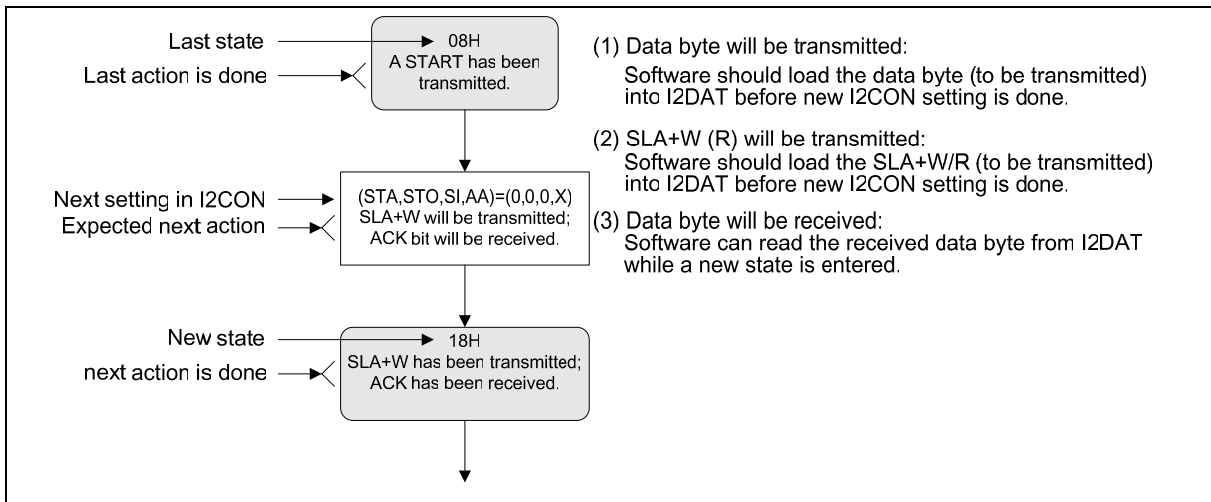 Last state
08H
Last action is done
A START has been
transmitted.
Next setting in I2CON
(STA,STO,SI,AA)=(0,0,0,X)
Expected next action
SLA+W will be transmitted;
ACK bit will be received.
New state
18H
next action is done
SLA+W has been transmitted;
ACK has been received.
(1) Data byte will be transmitted:
Software should load the data byte (to be transmitted)
into I2DAT before new I2CON setting is done.
(2) SLA+W (R) will be transmitted:
Software should load the SLA+W/R (to be transmitted)
into I2DAT before new I2CON setting is done.
(3) Data byte will be received:
Software can read the received data byte from I2DAT
while a new state is entered.